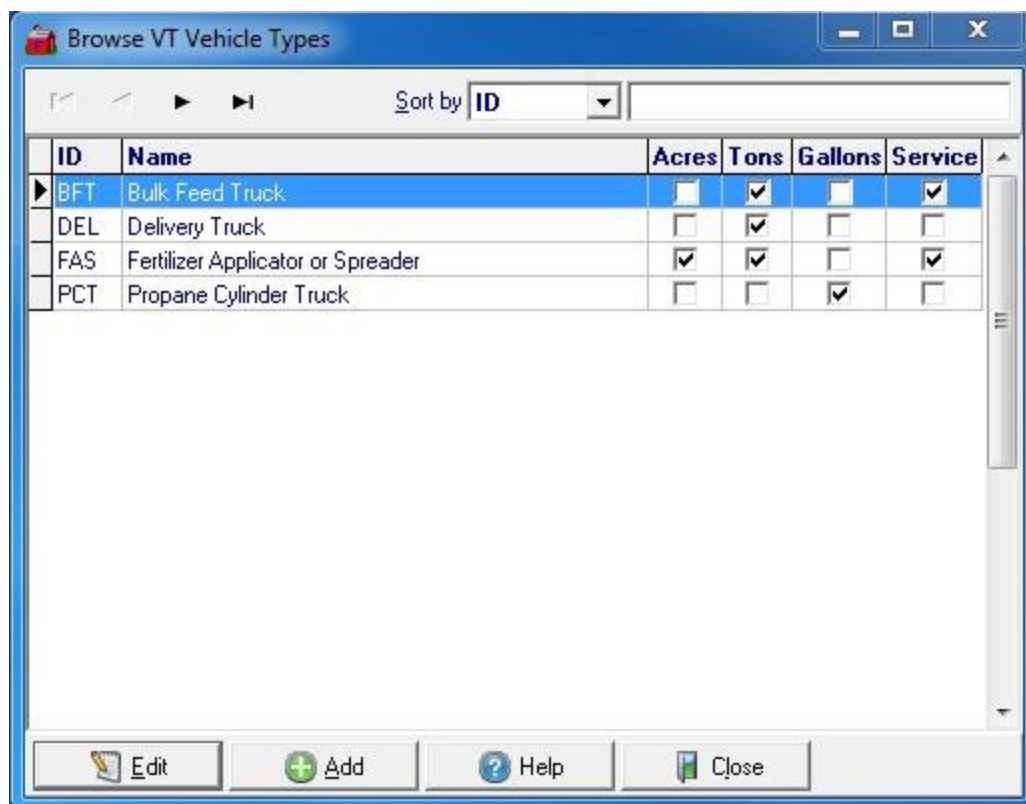 Browse VT Vehicle Types
Sort by ID
ID Name Acres Tons Gallons Service
BFT Bulk Feed Truck
DEL Delivery Truck
FAS Fertilizer Applicator or Spreader
PCT Propane Cylinder Truck
Edit Add Help Close